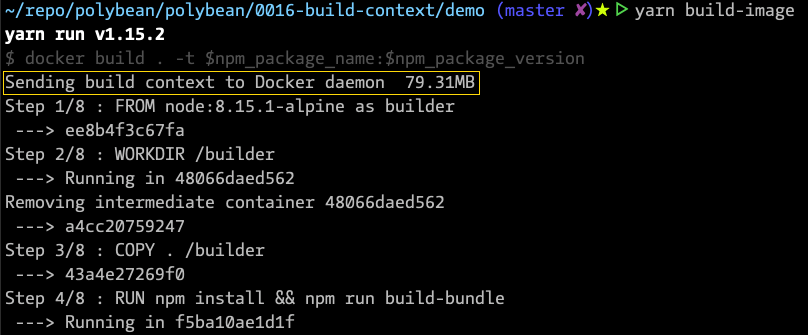 ~/repo/polybean/polybean/0016-build-context/demo (master ✘)★ ▷ yarn build-image
yarn run v1.15.2
$ docker build . -t $npm_package_name:$npm_package_version
Sending build context to Docker daemon  79.31MB
Step 1/8 : FROM node:8.15.1-alpine as builder
 ---> ee8b4f3c67fa
Step 2/8 : WORKDIR /builder
 ---> Running in 48066daed562
Removing intermediate container 48066daed562
 ---> a4cc20759247
Step 3/8 : COPY . /builder
 ---> 43a4e27269f0
Step 4/8 : RUN npm install && npm run build-bundle
 ---> Running in f5ba10ae1d1f